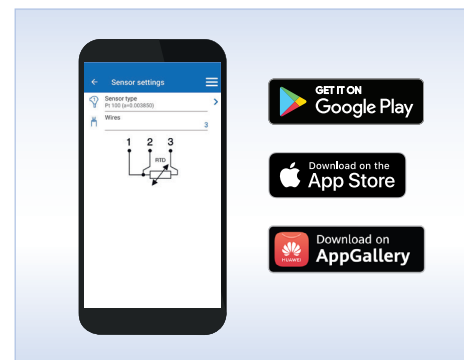 Sensor settings
Sensor type
Pt 100 (α=0.003850)
Wires
3
1 2 3
RTD
GET IT ON
Google Play
Download on the
App Store
Download on
AppGallery
HUAWEI